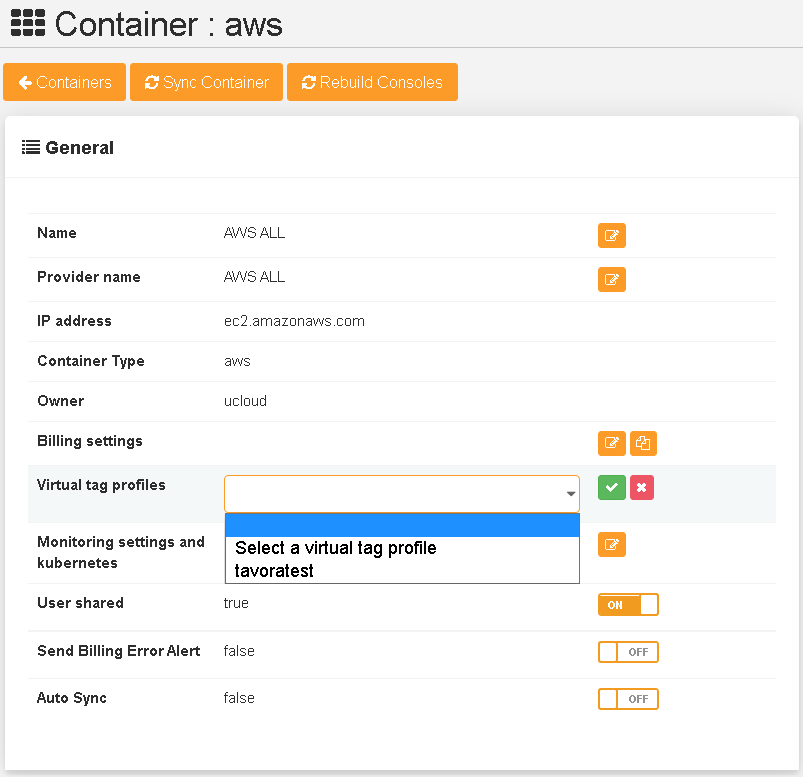 Container : aws
Containers
Sync Container
Rebuild Consoles
General
Name AWS ALL
Provider name AWS ALL
IP address ec2.amazonaws.com
Container Type aws
Owner ucloud
Billing settings
Virtual tag profiles
Select a virtual tag profile
tavoratest
Monitoring settings and
kubernetes
User shared true ON
Send Billing Error Alert false OFF
Auto Sync false OFF